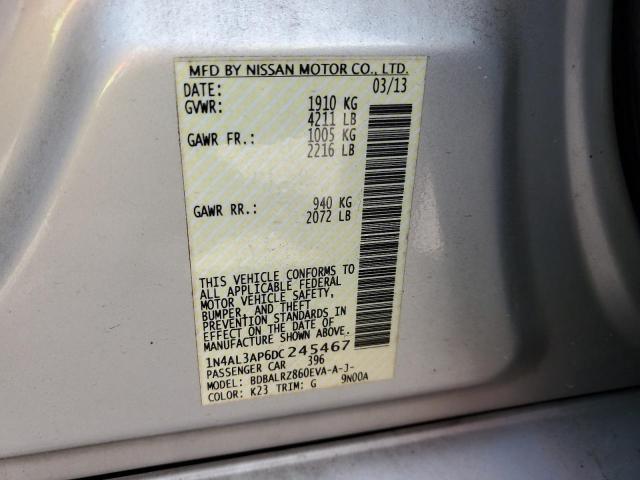 MFD BY NISSAN MOTOR CO., LTD.
DATE: 03/13
GVWR: 1910 KG
4211 LB
GAWR FR.: 1005 KG
2216 LB
GAWR RR.: 940 KG
2072 LB
THIS VEHICLE CONFORMS TO
ALL APPLICABLE FEDERAL
MOTOR VEHICLE SAFETY,
BUMPER, AND THEFT
PREVENTION STANDARDS IN
EFFECT ON THE DATE OF
MANUFACTURE SHOWN ABOVE.
1N4AL3AP6DC245467
PASSENGER CAR 396
MODEL: BDBALRZ860EVA-A-J-
COLOR: K23 TRIM: G 9N00A